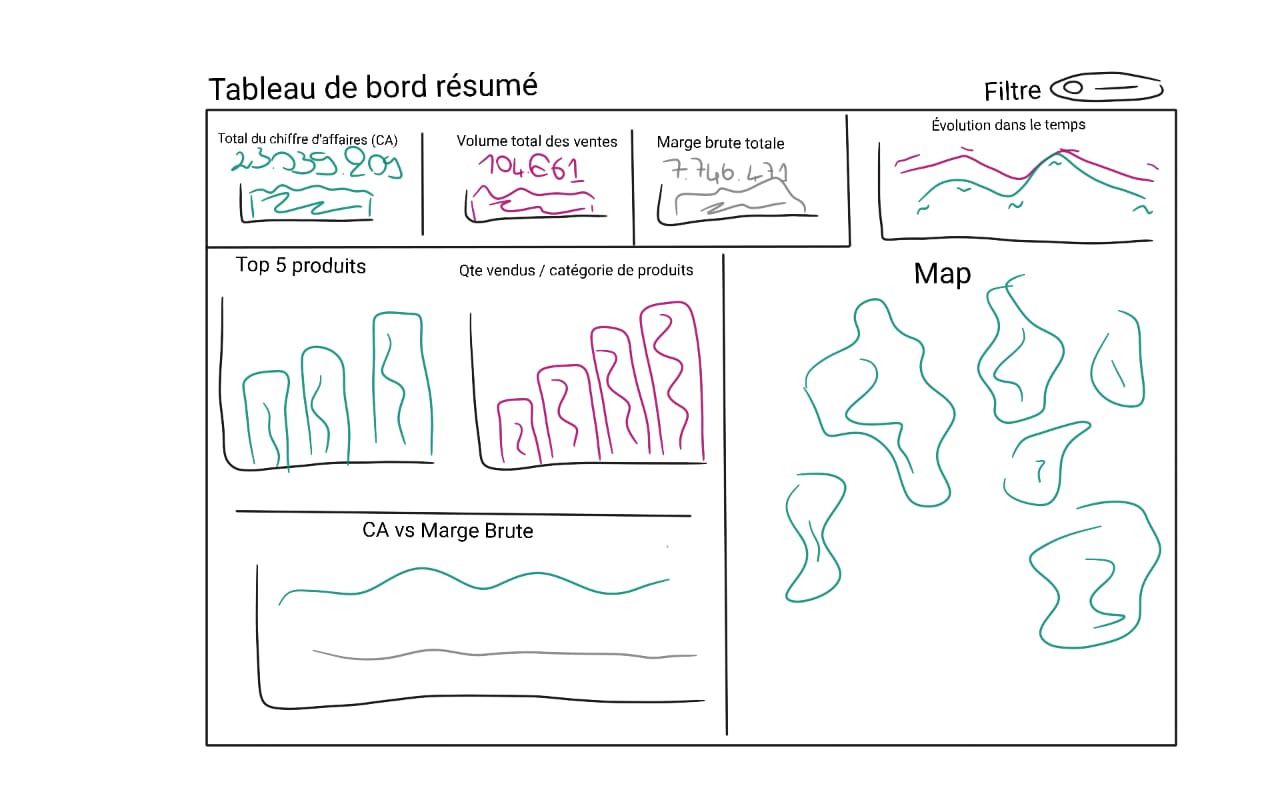 Tableau de bord résumé
Filtre
Total du chiffre d'affaires (CA)
23.039.209
Volume total des ventes
104.661
Marge brute totale
7.746.471
Évolution dans le temps
Top 5 produits
Qte vendus / catégorie de produits
Map
CA vs Marge Brute